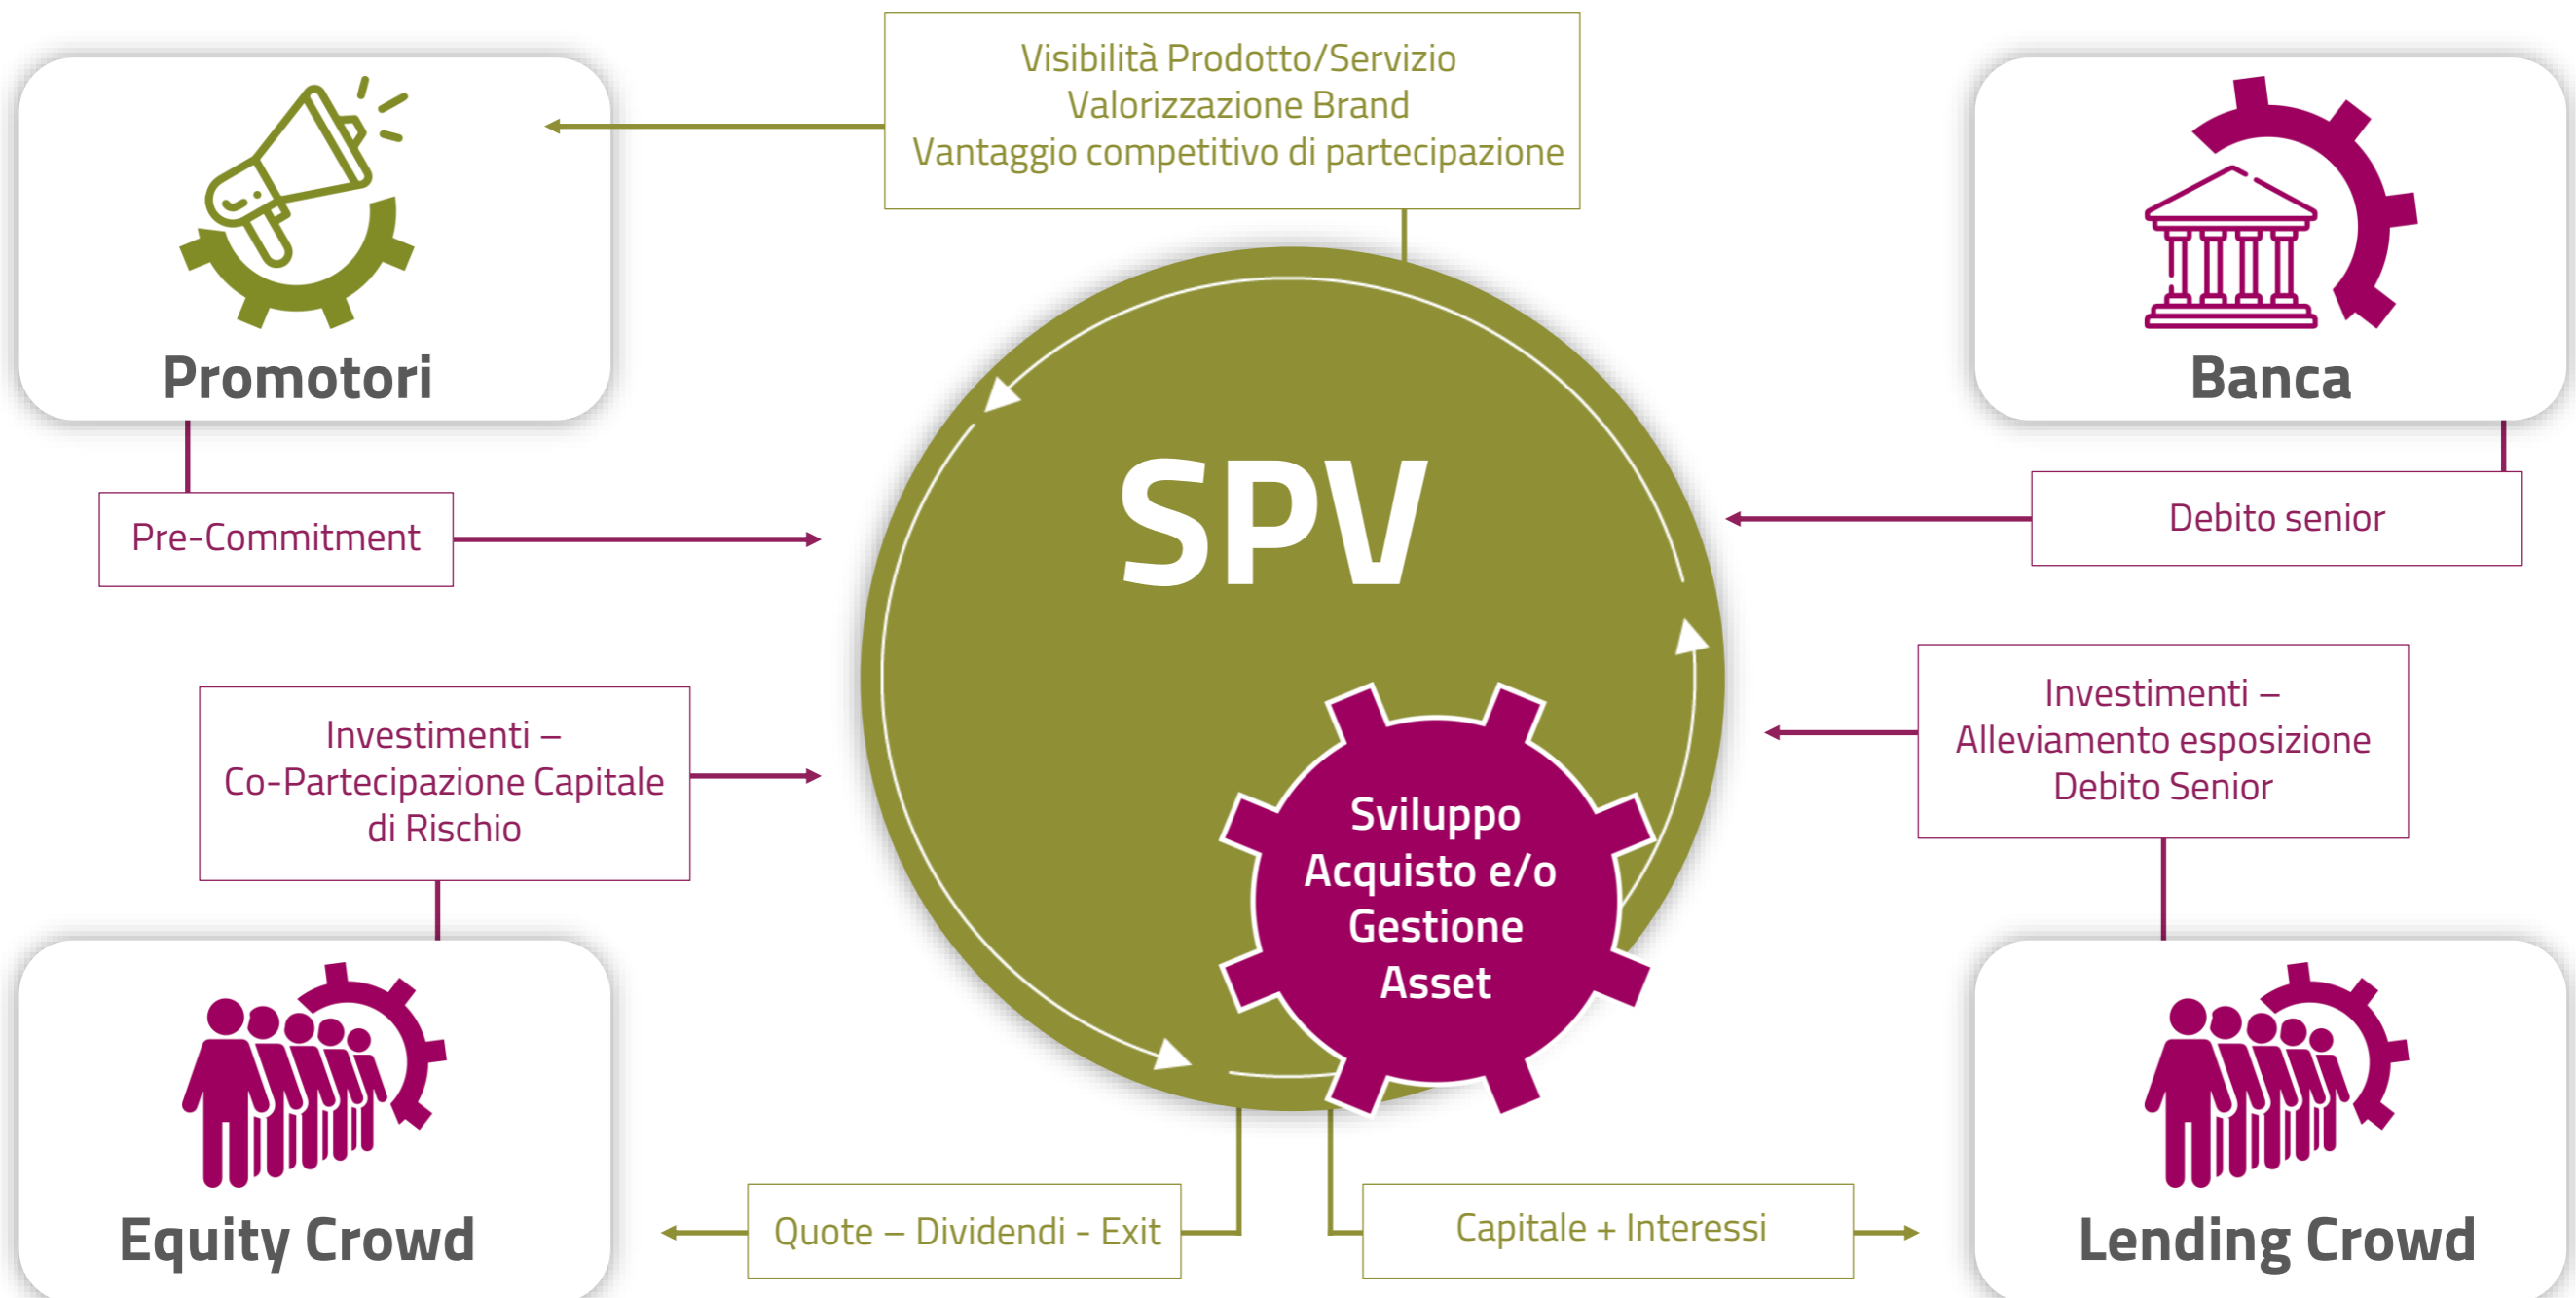 Visibilità Prodotto/Servizio
Valorizzazione Brand
Vantaggio competitivo di partecipazione
Promotori
Banca
SPV
Pre-Commitment
Debito senior
Investimenti –
Co-Partecipazione Capitale
di Rischio
Investimenti –
Alleviamento esposizione
Debito Senior
Sviluppo
Acquisto e/o
Gestione
Asset
Equity Crowd
Quote – Dividendi - Exit
Capitale + Interessi
Lending Crowd